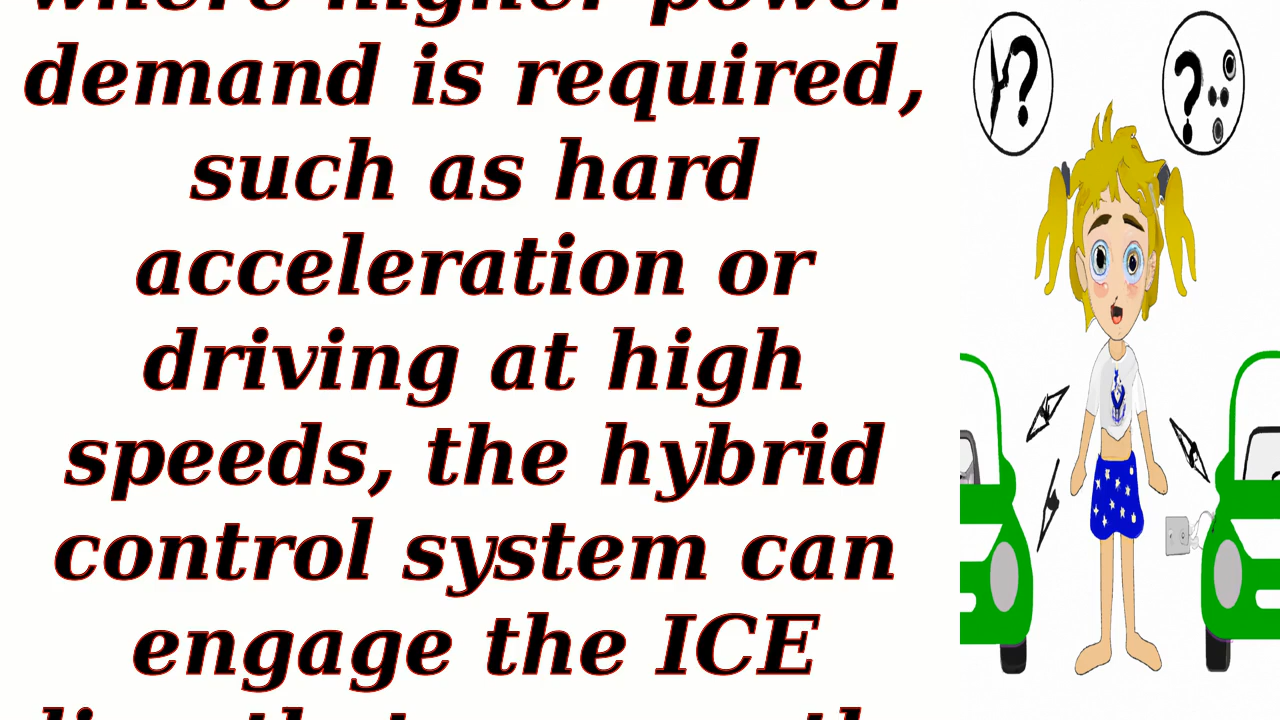 where higher power
demand is required,
such as hard
acceleration or
driving at high
speeds, the hybrid
control system can
engage the ICE
? ?